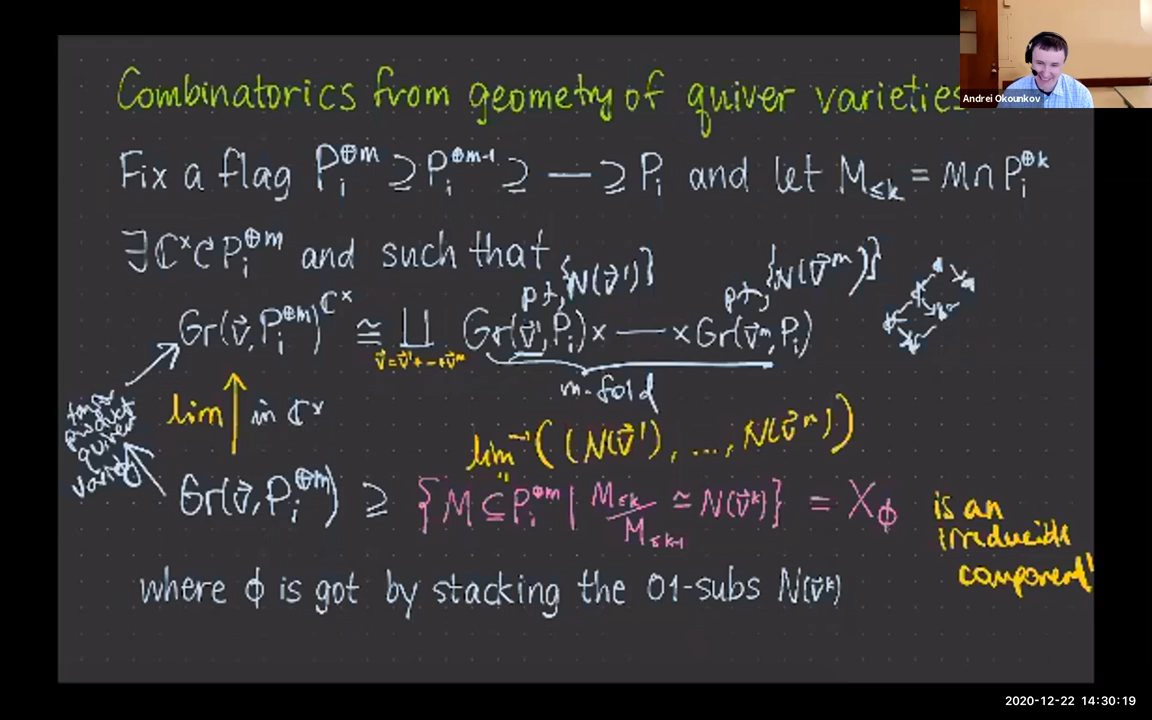 Combinatorics from geometry of quiver varieties
Andrei Okounkov
Fix a flag P_i^{⊕m} ⊇ P_i^{⊕m-1} ⊇ — ⊇ P_i and let M_{≤k} = M ∩ P_i^{⊕k}
∃ ℂ^× ⊂ P_i^{⊕m} and such that
pt, {N(v⃗^1)} pt, {N(v⃗^m)}
Gr(v⃗, P_i^{⊕m})^{ℂ^×} ≅ ⊔ Gr(v⃗^1, P_i) × — × Gr(v⃗^m, P_i)
v⃗ = v⃗^1 + - + v⃗^m
m-fold
product quiver variety
lim ↑ in ℂ^×
lim^{-1}((N(v⃗^1), ..., N(v⃗^m))
"
Gr(v⃗, P_i^{⊕m}) ⊇ {M ⊆ P_i^{⊕m} | M_{≤k}/M_{≤k-1} ≃ N(v⃗^k)} = X_ϕ is an irreducible component
where ϕ is got by stacking the 01-subs N(v⃗^k)
2020-12-22 14:30:19